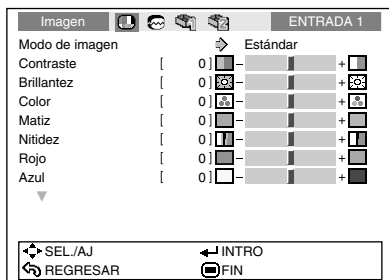 Imagen ENTRADA 1
Modo de imagen Estándar
Contraste [ 0 ] - +
Brillantez [ 0 ] - +
Color [ 0 ] - +
Matiz [ 0 ] - +
Nitidez [ 0 ] - +
Rojo [ 0 ] - +
Azul [ 0 ] - +
SEL./AJ INTRO
REGRESAR FIN